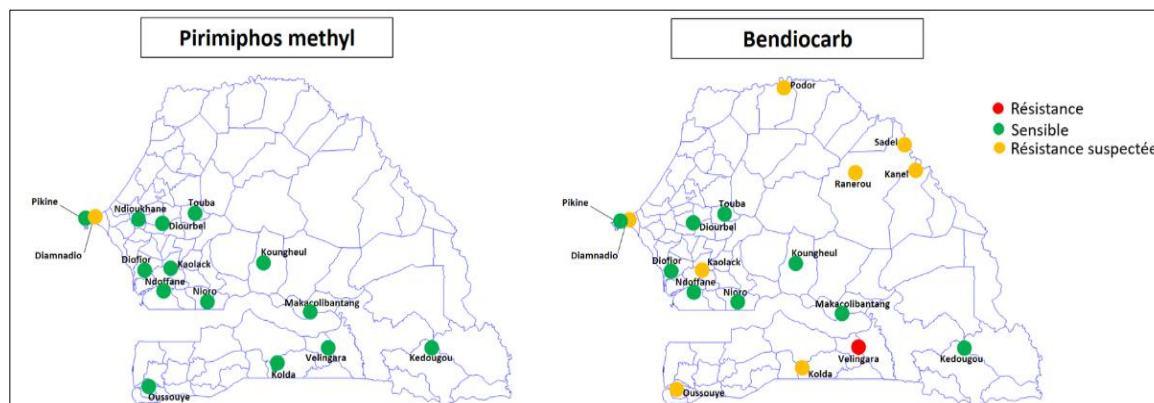 Pirimiphos methyl
Bendiocarb
Résistance
Sensible
Résistance suspectée
Pikine
Ndioukhane
Touba
Diourbel
Diamnadio
Diofior
Kaolack
Koungheul
Ndoffane
Nioro
Makacolibantang
Velingara
Kolda
Kedougou
Oussouye
Podor
Sadel
Kanel
Ranerou
Pikine
Touba
Diourbel
Diamnadio
Diofior
Kaolack
Koungheul
Ndoffane
Nioro
Makacolibantang
Velingara
Kolda
Kedougou
Oussouye